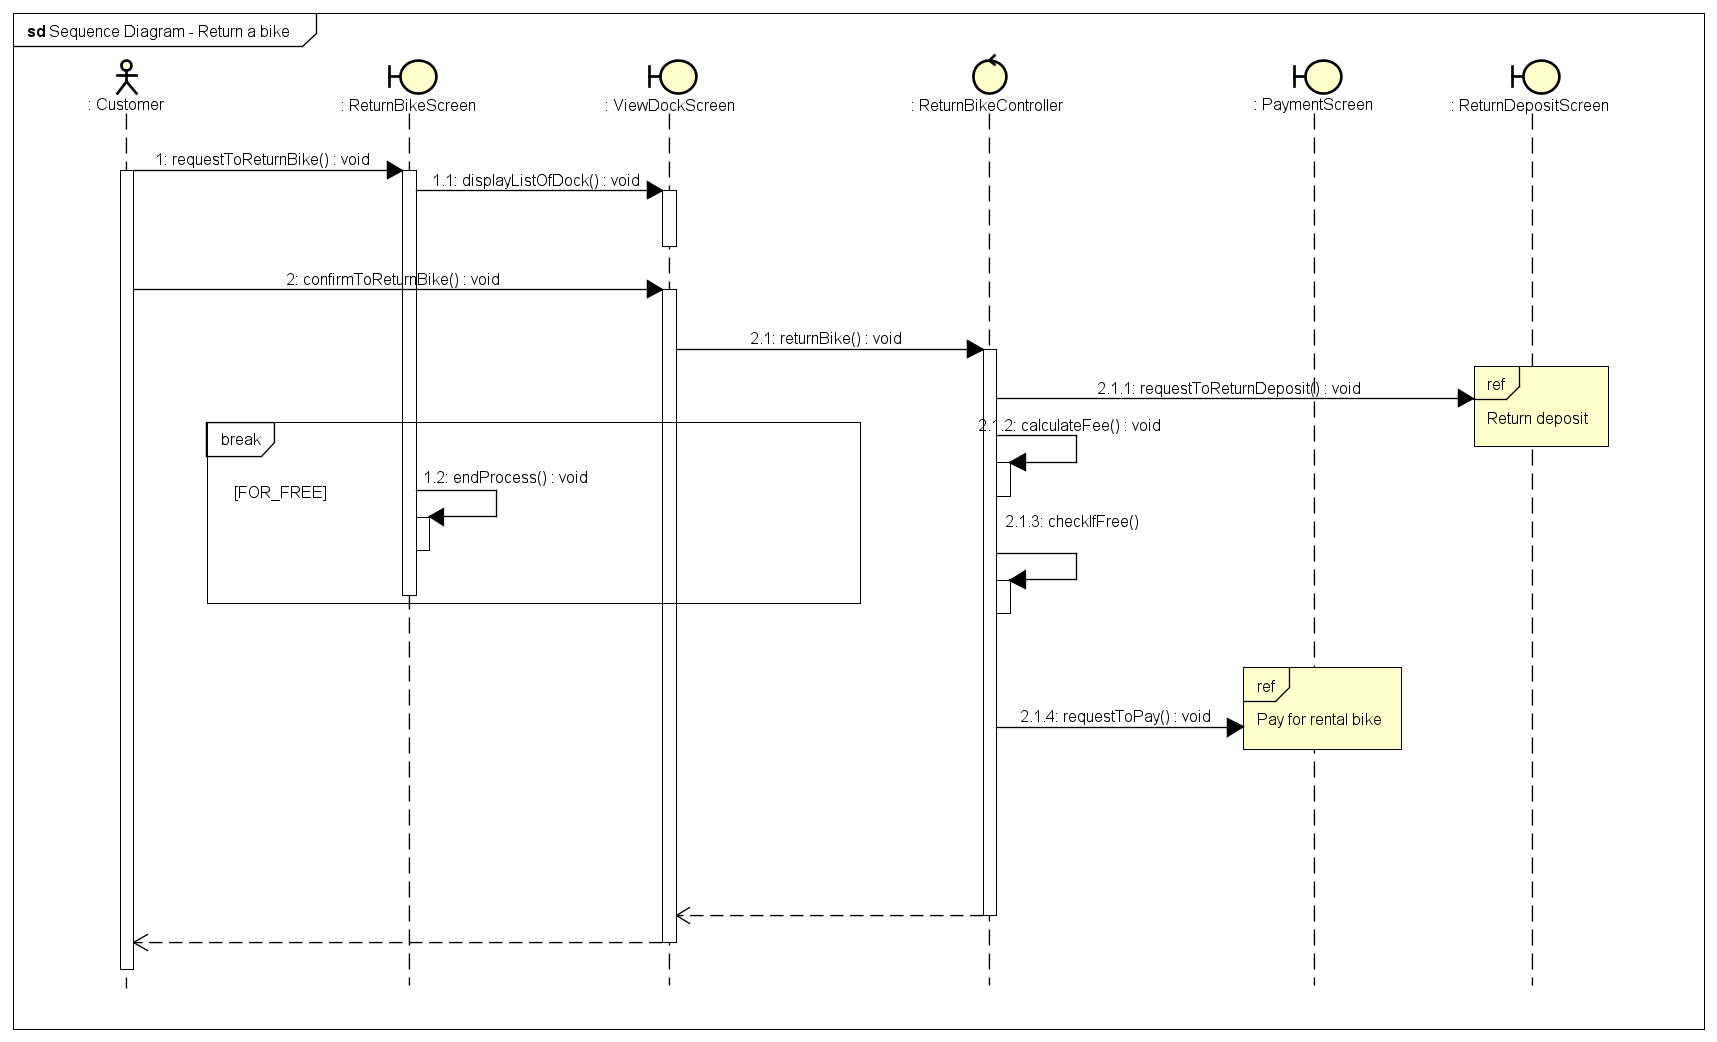 sd Sequence Diagram - Return a bike
: Customer
: ReturnBikeScreen
: ViewDockScreen
: ReturnBikeController
: PaymentScreen
: ReturnDepositScreen
1: requestToReturnBike() : void
1.1: displayListOfDock() : void
2: confirmToReturnBike() : void
2.1: returnBike() : void
ref
2.1.1: requestToReturnDeposit() : void
Return deposit
2.1.2: calculateFee() : void
break
1.2: endProcess() : void
[FOR_FREE]
2.1.3: checkIfFree()
ref
2.1.4: requestToPay() : void
Pay for rental bike